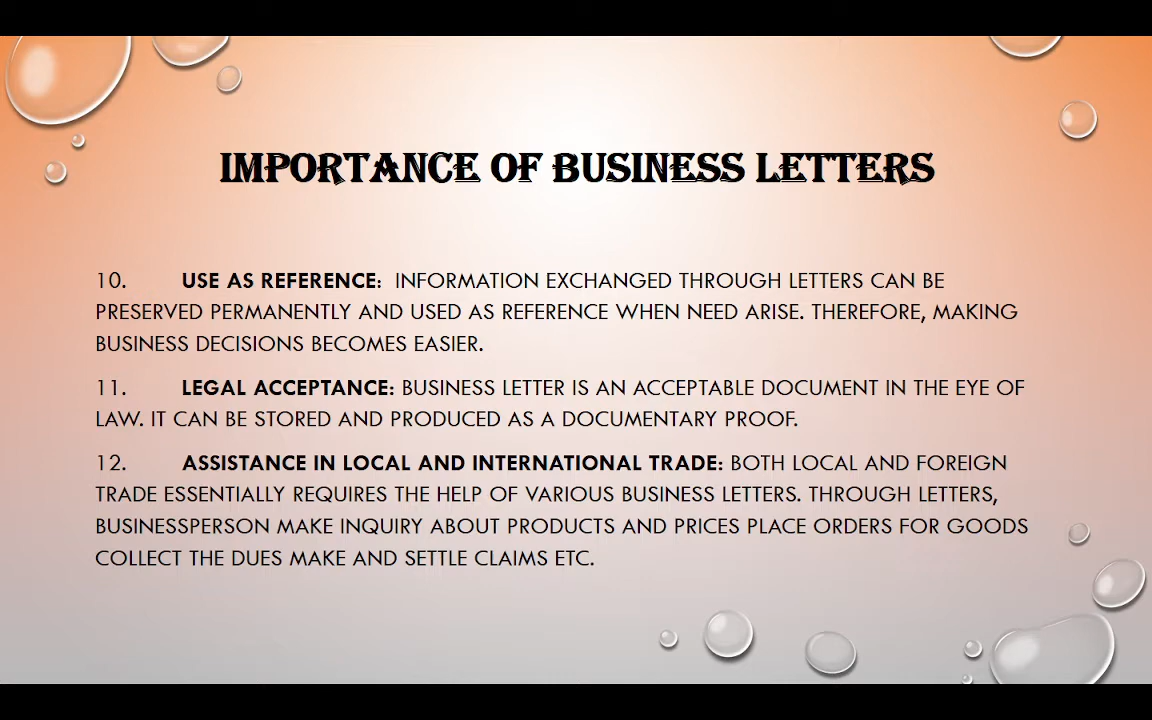 IMPORTANCE OF BUSINESS LETTERS
10. USE AS REFERENCE: INFORMATION EXCHANGED THROUGH LETTERS CAN BE
PRESERVED PERMANENTLY AND USED AS REFERENCE WHEN NEED ARISE. THEREFORE, MAKING
BUSINESS DECISIONS BECOMES EASIER.
11. LEGAL ACCEPTANCE: BUSINESS LETTER IS AN ACCEPTABLE DOCUMENT IN THE EYE OF
LAW. IT CAN BE STORED AND PRODUCED AS A DOCUMENTARY PROOF.
12. ASSISTANCE IN LOCAL AND INTERNATIONAL TRADE: BOTH LOCAL AND FOREIGN
TRADE ESSENTIALLY REQUIRES THE HELP OF VARIOUS BUSINESS LETTERS. THROUGH LETTERS,
BUSINESSPERSON MAKE INQUIRY ABOUT PRODUCTS AND PRICES PLACE ORDERS FOR GOODS
COLLECT THE DUES MAKE AND SETTLE CLAIMS ETC.